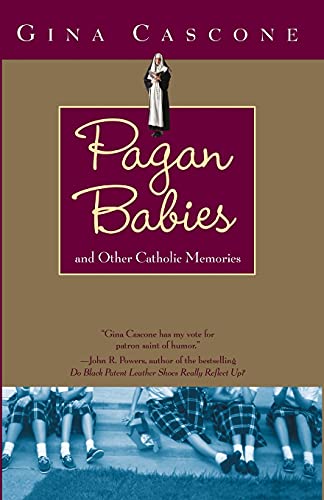 GINA CASCONE
Pagan
Babies
and Other Catholic Memories
"Gina Cascone has my vote for
patron saint of humor."
—John R. Powers, author of the bestselling
Do Black Patent Leather Shoes Really Reflect Up?